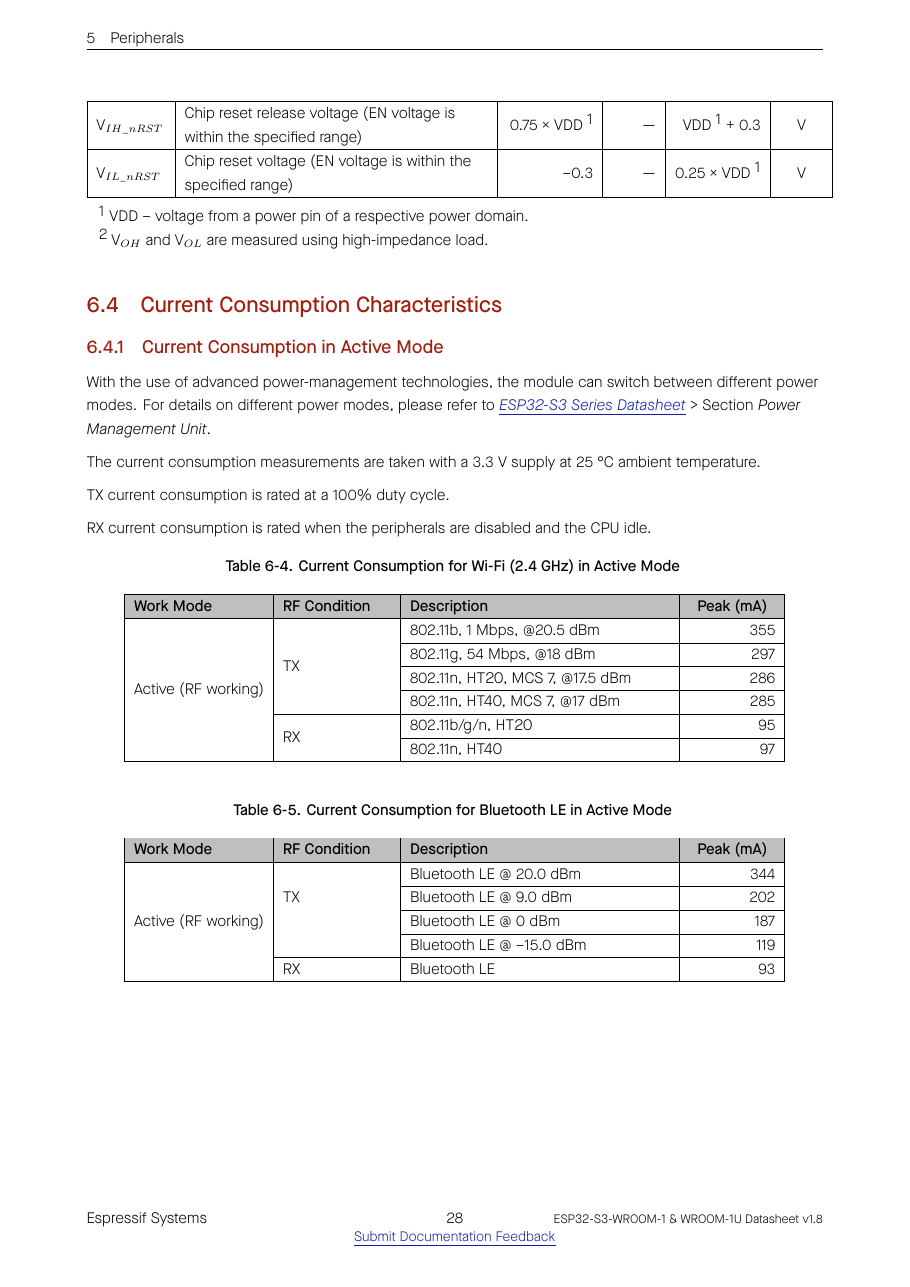 5 Peripherals
V_IH_nRST Chip reset release voltage (EN voltage is within the specified range) 0.75 × VDD ¹ — VDD ¹ + 0.3 V
V_IL_nRST Chip reset voltage (EN voltage is within the specified range) –0.3 — 0.25 × VDD ¹ V
¹ VDD – voltage from a power pin of a respective power domain.
² V_OH and V_OL are measured using high-impedance load.
6.4 Current Consumption Characteristics
6.4.1 Current Consumption in Active Mode
With the use of advanced power-management technologies, the module can switch between different power
modes. For details on different power modes, please refer to ESP32-S3 Series Datasheet > Section Power
Management Unit.
The current consumption measurements are taken with a 3.3 V supply at 25 °C ambient temperature.
TX current consumption is rated at a 100% duty cycle.
RX current consumption is rated when the peripherals are disabled and the CPU idle.
Table 6-4. Current Consumption for Wi-Fi (2.4 GHz) in Active Mode
Work Mode RF Condition Description Peak (mA)
Active (RF working)
TX
802.11b, 1 Mbps, @20.5 dBm 355
802.11g, 54 Mbps, @18 dBm 297
802.11n, HT20, MCS 7, @17.5 dBm 286
802.11n, HT40, MCS 7, @17 dBm 285
RX
802.11b/g/n, HT20 95
802.11n, HT40 97
Table 6-5. Current Consumption for Bluetooth LE in Active Mode
Work Mode RF Condition Description Peak (mA)
Active (RF working)
TX
Bluetooth LE @ 20.0 dBm 344
Bluetooth LE @ 9.0 dBm 202
Bluetooth LE @ 0 dBm 187
Bluetooth LE @ –15.0 dBm 119
RX Bluetooth LE 93
Espressif Systems 28 ESP32-S3-WROOM-1 & WROOM-1U Datasheet v1.8
Submit Documentation Feedback